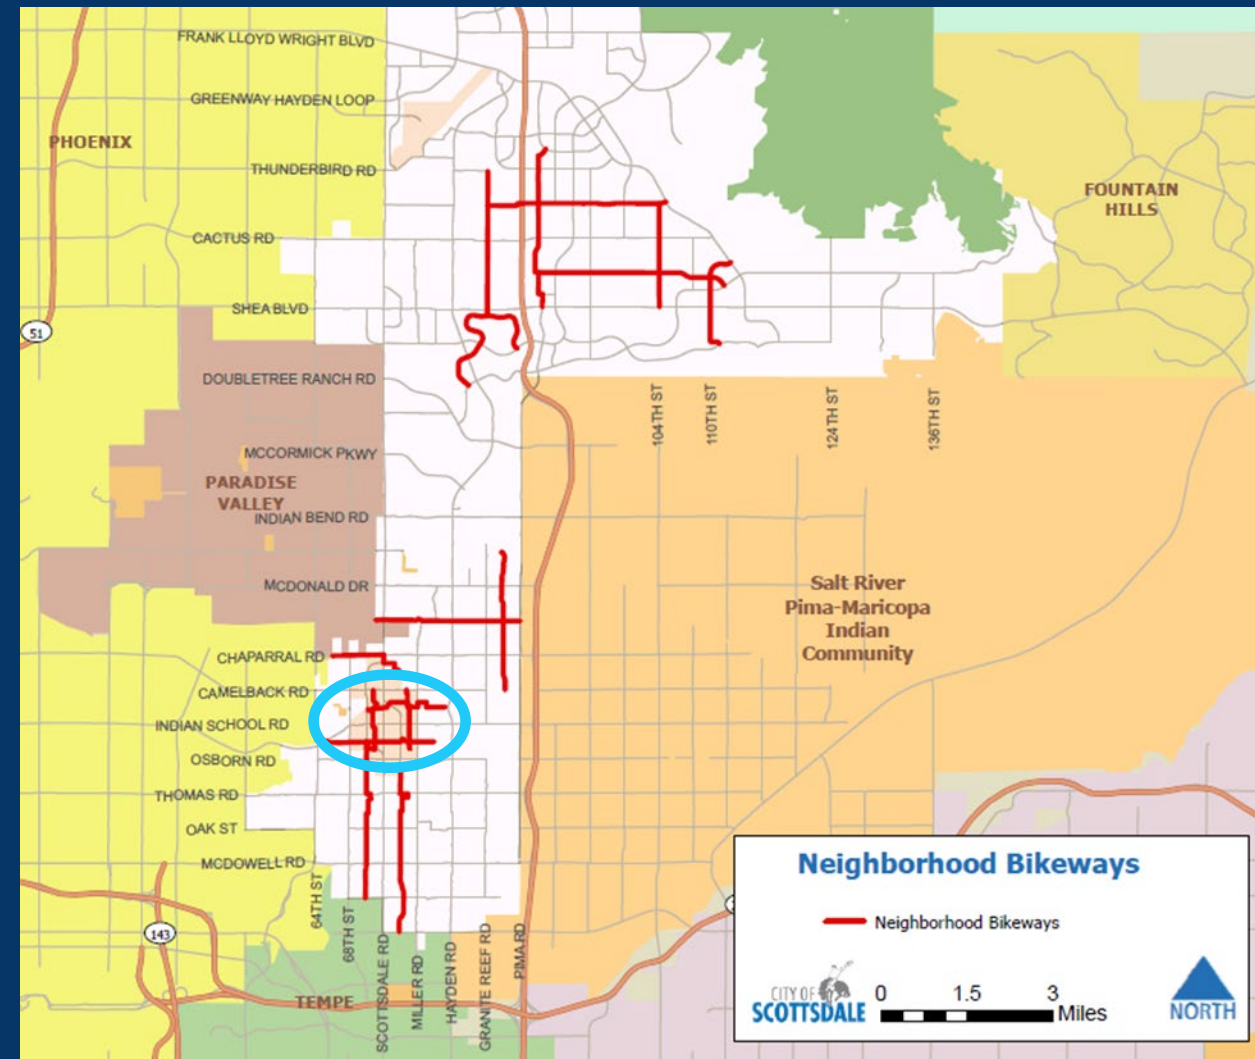 FRANK LLOYD WRIGHT BLVD
GREENWAY HAYDEN LOOP
PHOENIX
THUNDERBIRD RD
FOUNTAIN
HILLS
CACTUS RD
SHEA BLVD
51
DOUBLETREE RANCH RD
104TH ST
110TH ST
124TH ST
136TH ST
MCCORMICK PKWY
PARADISE
VALLEY
INDIAN BEND RD
MCDONALD DR
Salt River
Pima-Maricopa
Indian
Community
CHAPARRAL RD
CAMELBACK RD
INDIAN SCHOOL RD
OSBORN RD
THOMAS RD
OAK ST
MCDOWELL RD
64TH ST
68TH ST
SCOTTSDALE RD
MILLER RD
HAYDEN RD
GRANITE REEF RD
PIMA RD
143
TEMPE
Neighborhood Bikeways
Neighborhood Bikeways
CITY OF
SCOTTSDALE
0 1.5 3
Miles
NORTH